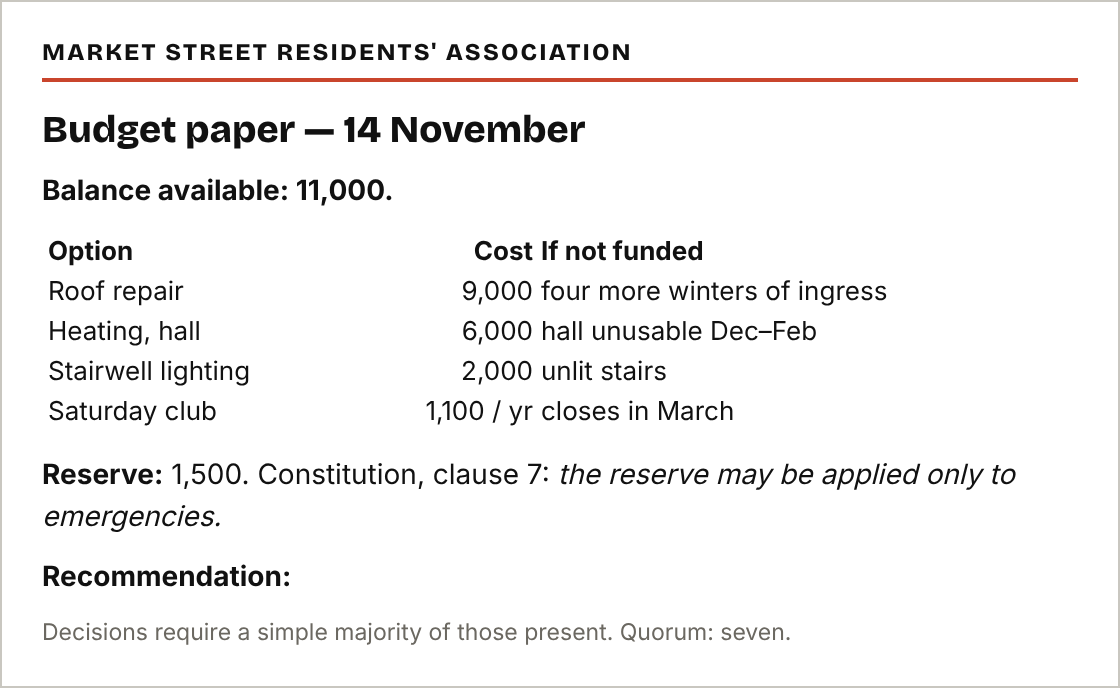 MARKET STREET RESIDENTS' ASSOCIATION
Budget paper — 14 November
Balance available: 11,000.
Option Cost If not funded
Roof repair 9,000 four more winters of ingress
Heating, hall 6,000 hall unusable Dec–Feb
Stairwell lighting 2,000 unlit stairs
Saturday club 1,100 / yr closes in March
Reserve: 1,500. Constitution, clause 7: the reserve may be applied only to
emergencies.
Recommendation:
Decisions require a simple majority of those present. Quorum: seven.